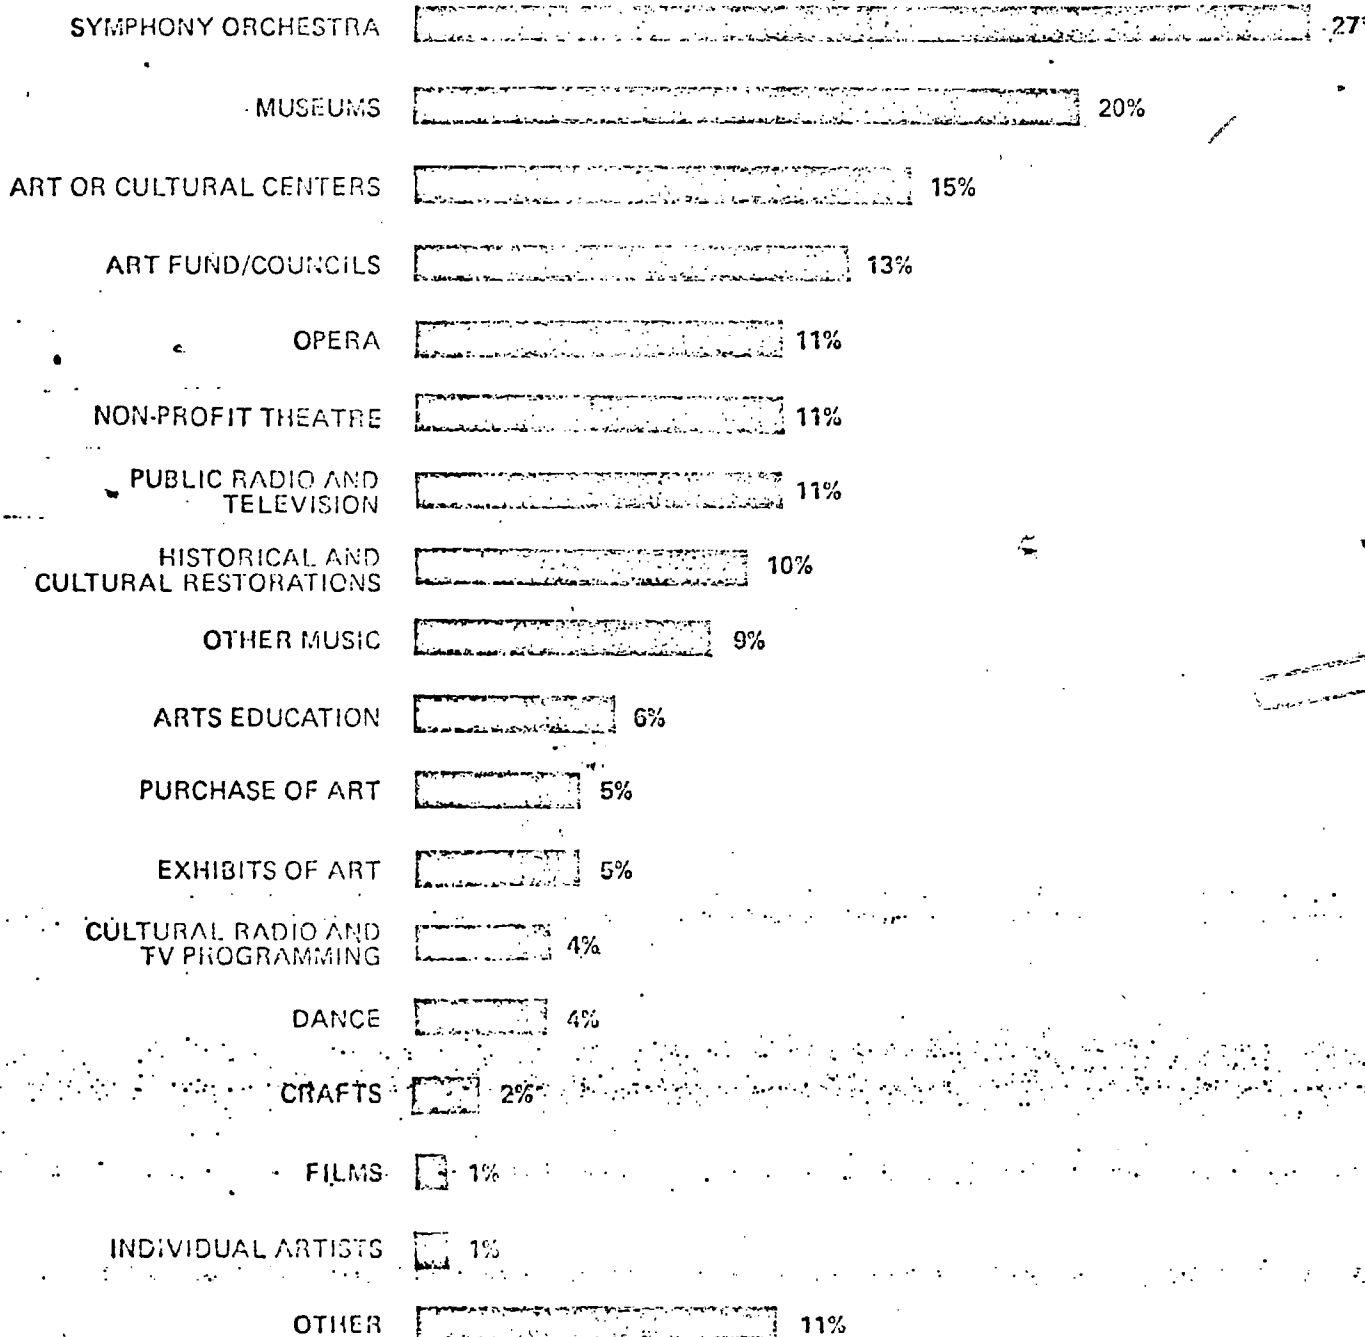 SYMPHONY ORCHESTRA 27%
MUSEUMS 20%
ART OR CULTURAL CENTERS 15%
ART FUND/COUNCILS 13%
OPERA 11%
NON-PROFIT THEATRE 11%
PUBLIC RADIO AND
TELEVISION 11%
HISTORICAL AND
CULTURAL RESTORATIONS 10%
OTHER MUSIC 9%
ARTS EDUCATION 6%
PURCHASE OF ART 5%
EXHIBITS OF ART 5%
CULTURAL RADIO AND
TV PROGRAMMING 4%
DANCE 4%
CRAFTS 2%
FILMS 1%
INDIVIDUAL ARTISTS 1%
OTHER 11%